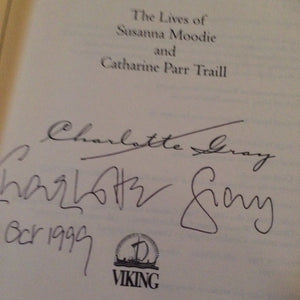 The Lives of
Susanna Moodie
and
Catharine Parr Traill
Charlotte Gray
Charlotte Gray
Oct 1999
VIKING